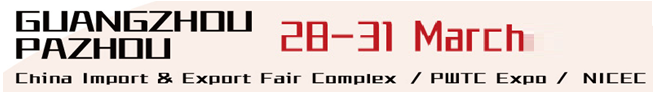 GUANGZHOU
PAZHOU
28-31 March
China Import & Export Fair Complex / PWTC Expo / NICEC